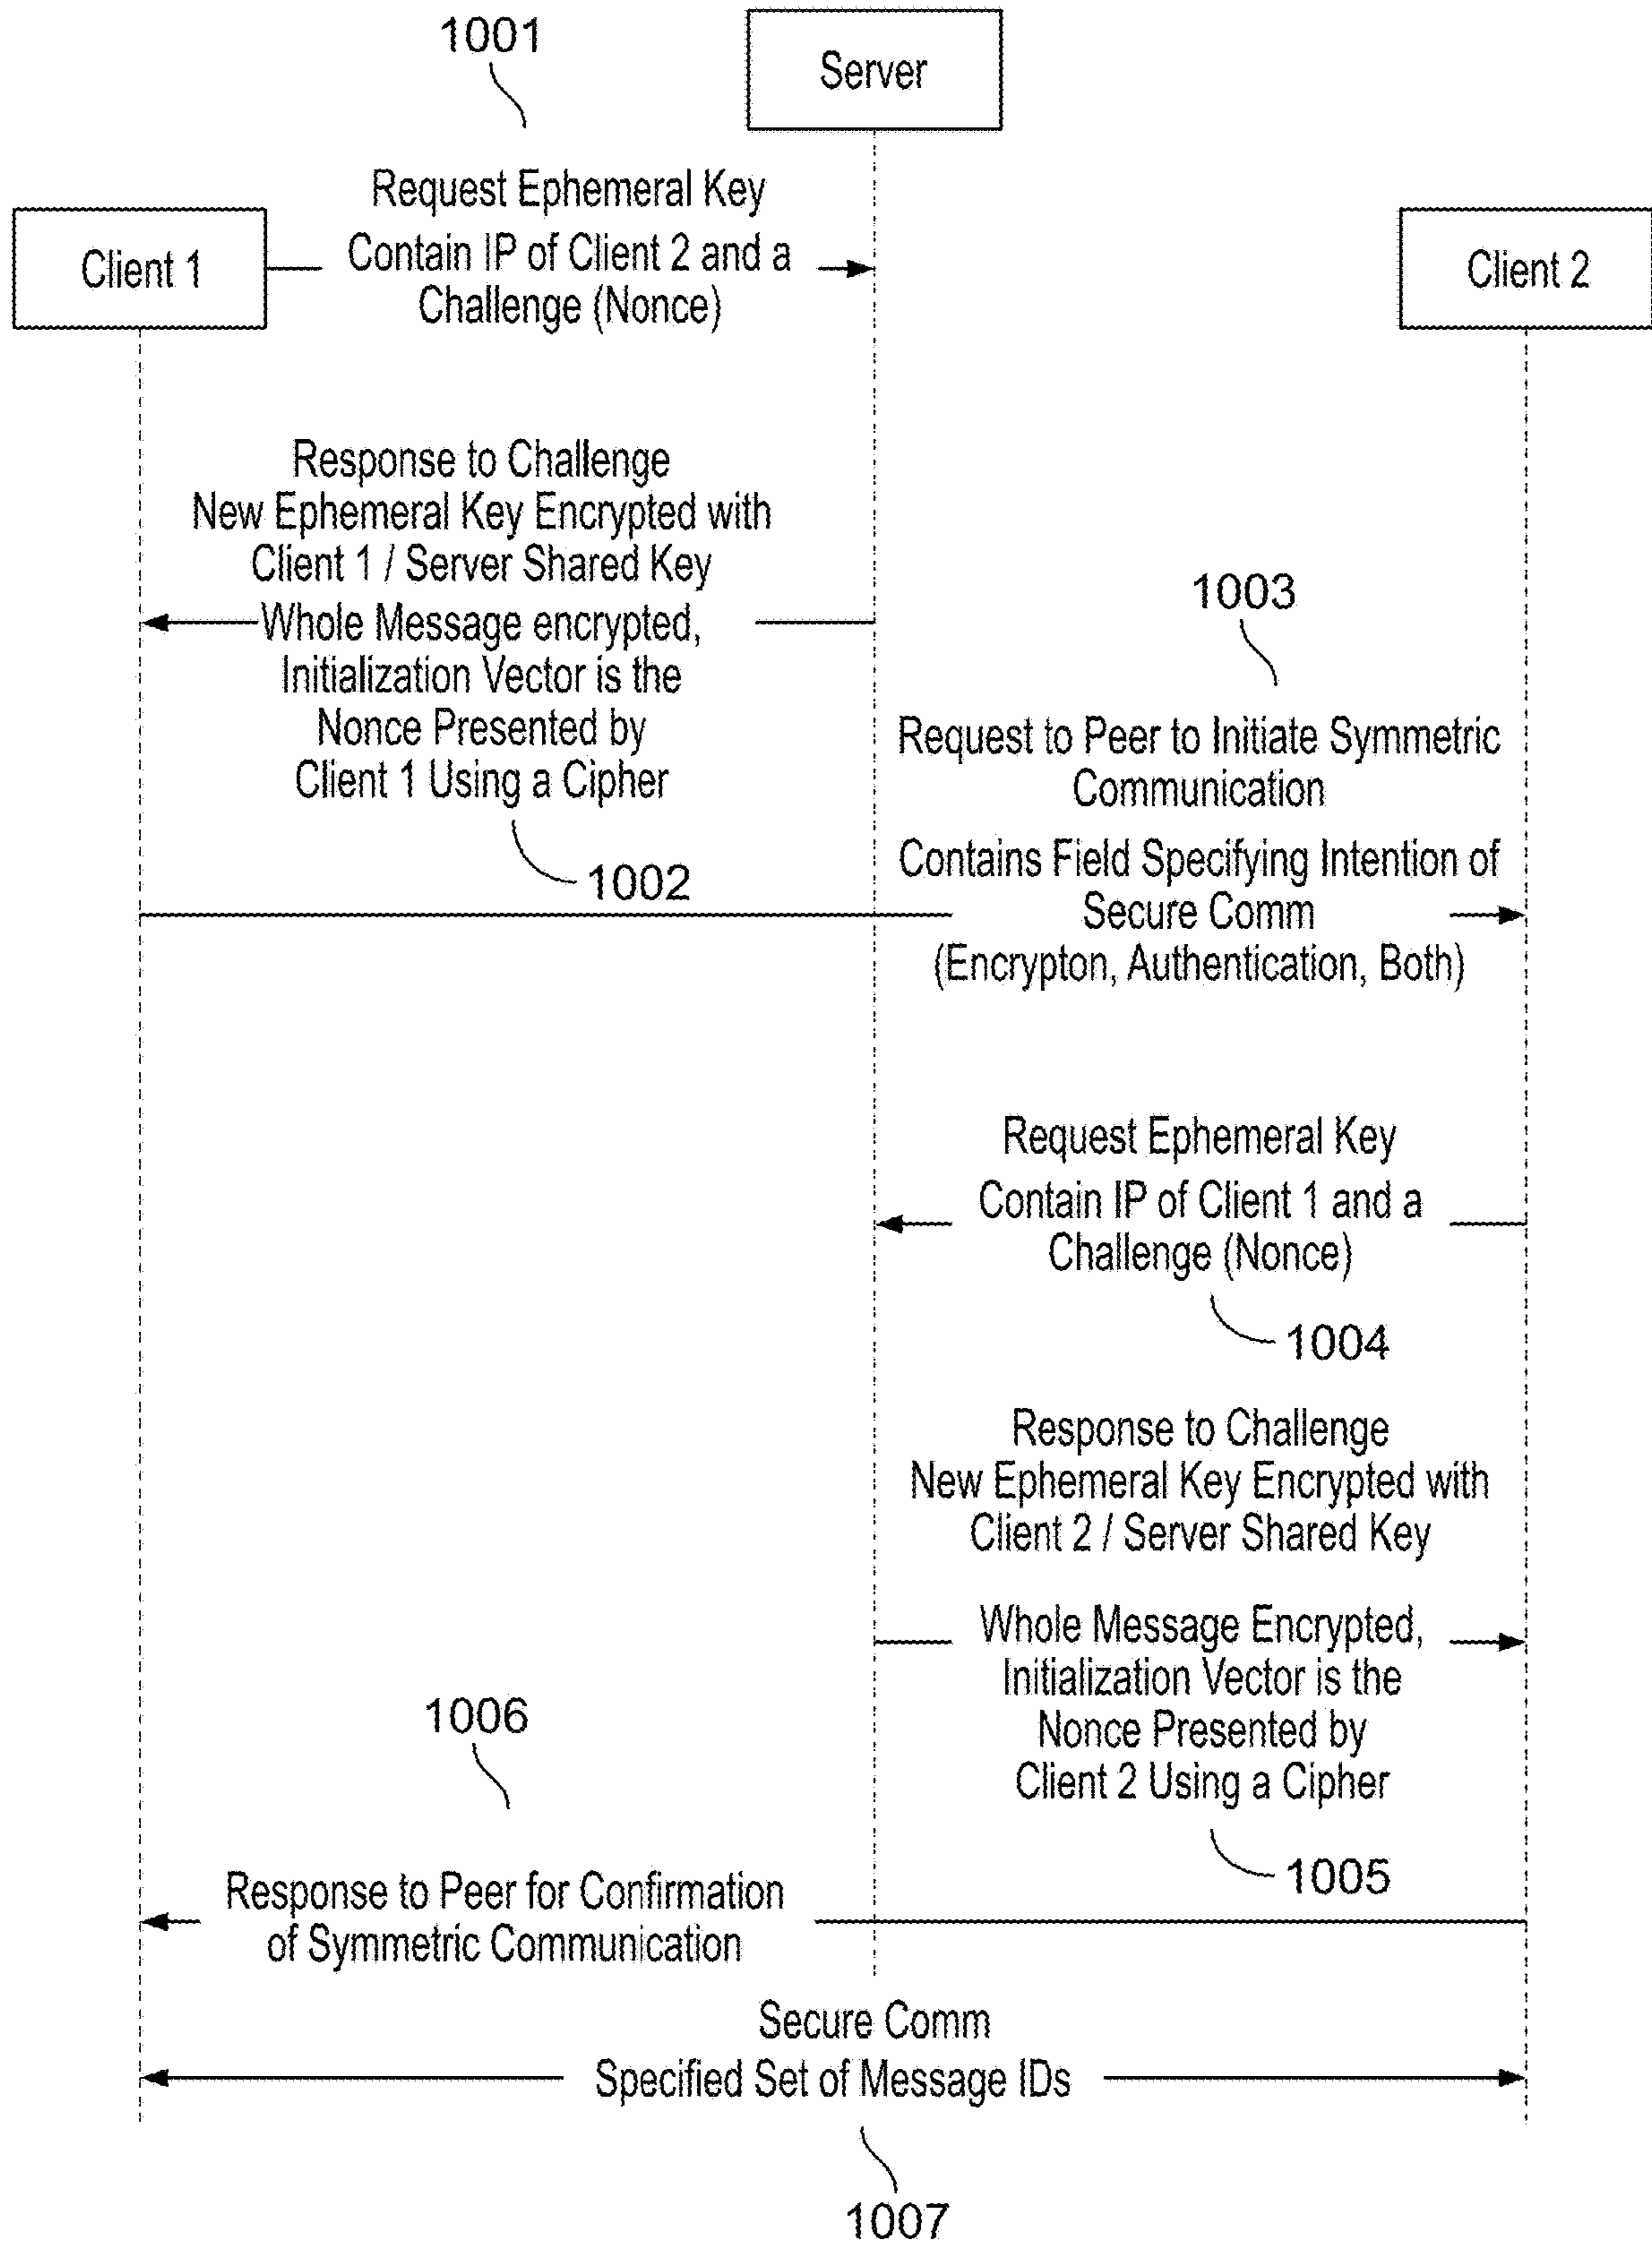 1001
Server
Request Ephemeral Key
Contain IP of Client 2 and a
Challenge (Nonce)
Client 1
Client 2
Response to Challenge
New Ephemeral Key Encrypted with
Client 1 / Server Shared Key
Whole Message encrypted,
Initialization Vector is the
Nonce Presented by
Client 1 Using a Cipher
1002
1003
Request to Peer to Initiate Symmetric
Communication
Contains Field Specifying Intention of
Secure Comm
(Encrypton, Authentication, Both)
Request Ephemeral Key
Contain IP of Client 1 and a
Challenge (Nonce)
1004
Response to Challenge
New Ephemeral Key Encrypted with
Client 2 / Server Shared Key
Whole Message Encrypted,
Initialization Vector is the
Nonce Presented by
Client 2 Using a Cipher
1005
1006
Response to Peer for Confirmation
of Symmetric Communication
Secure Comm
Specified Set of Message IDs
1007